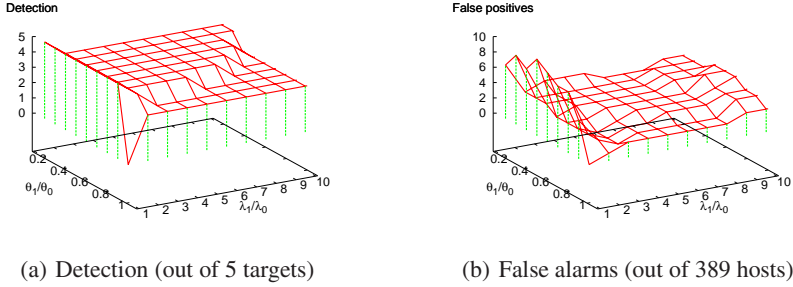 Detection
5
4
3
2
1
0
0.2
0.4
0.6
0.8
1
θ1/θ0
1 2 3 4 5 6 7 8 9 10
λ1/λ0
(a) Detection (out of 5 targets)
False positives
10
8
6
4
2
0
0.2
0.4
0.6
0.8
1
θ1/θ0
1 2 3 4 5 6 7 8 9 10
λ1/λ0
(b) False alarms (out of 389 hosts)